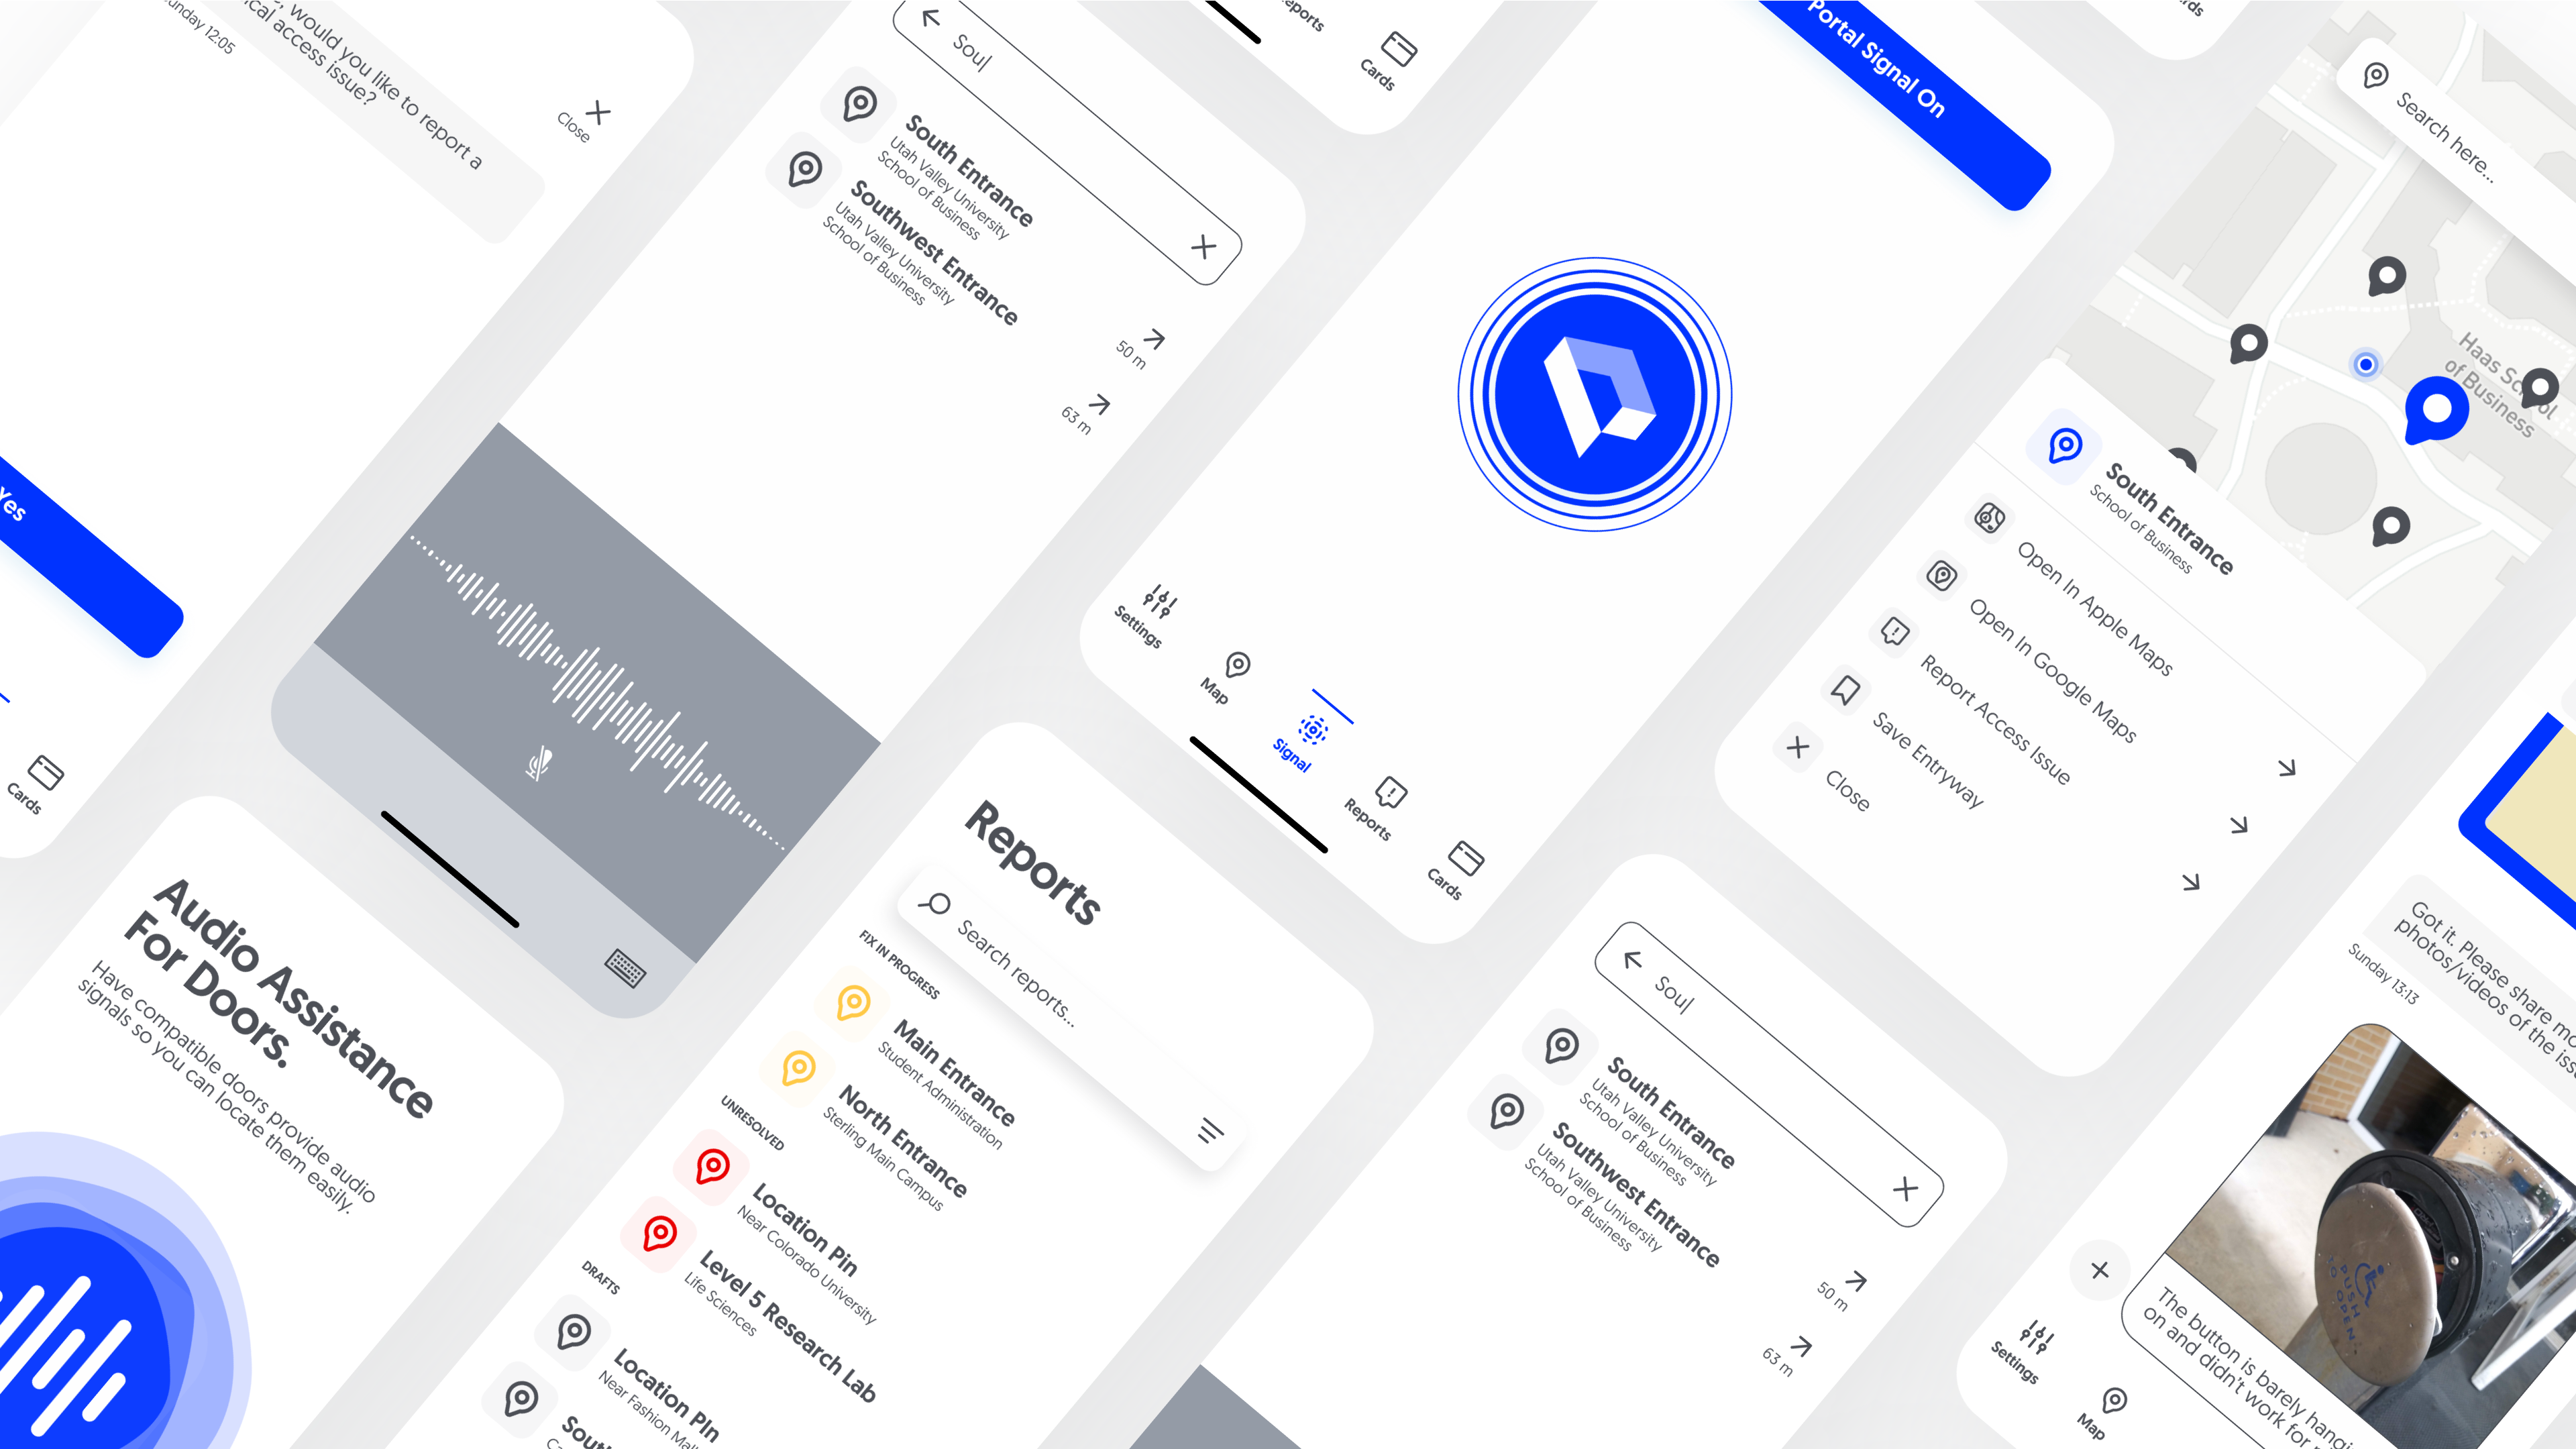 , would you like to report a
cal access issue?
unday 12:05
Close
Yes
Cards
Soul
South Entrance
Utah Valley University
School of Business
50 m
Southwest Entrance
Utah Valley University
School of Business
63 m
Audio Assistance
For Doors.
Have compatible doors provide audio
signals so you can locate them easily.
Reports
Search reports...
FIX IN PROGRESS
Main Entrance
Student Administration
North Entrance
Sterling Main Campus
UNRESOLVED
Location Pin
Near Colorado University
Level 5 Research Lab
Life Sciences
DRAFTS
Location PIn
Near Fashion Mal
Sout
eports
Cards
Portal Signal On
Settings
Map
Signal
Reports
Cards
Soul
South Entrance
Utah Valley University
School of Business
50 m
Southwest Entrance
Utah Valley University
School of Business
63 m
rds
Search here...
Haas School
of Business
South Entrance
School of Business
Open In Apple Maps
Open In Google Maps
Report Access Issue
Save Entryway
Close
Got it. Please share mo
photos/videos of the iss
Sunday 13:13
PUSH
TO OPEN
The button is barely hangi
on and didn't work for
Settings
Map